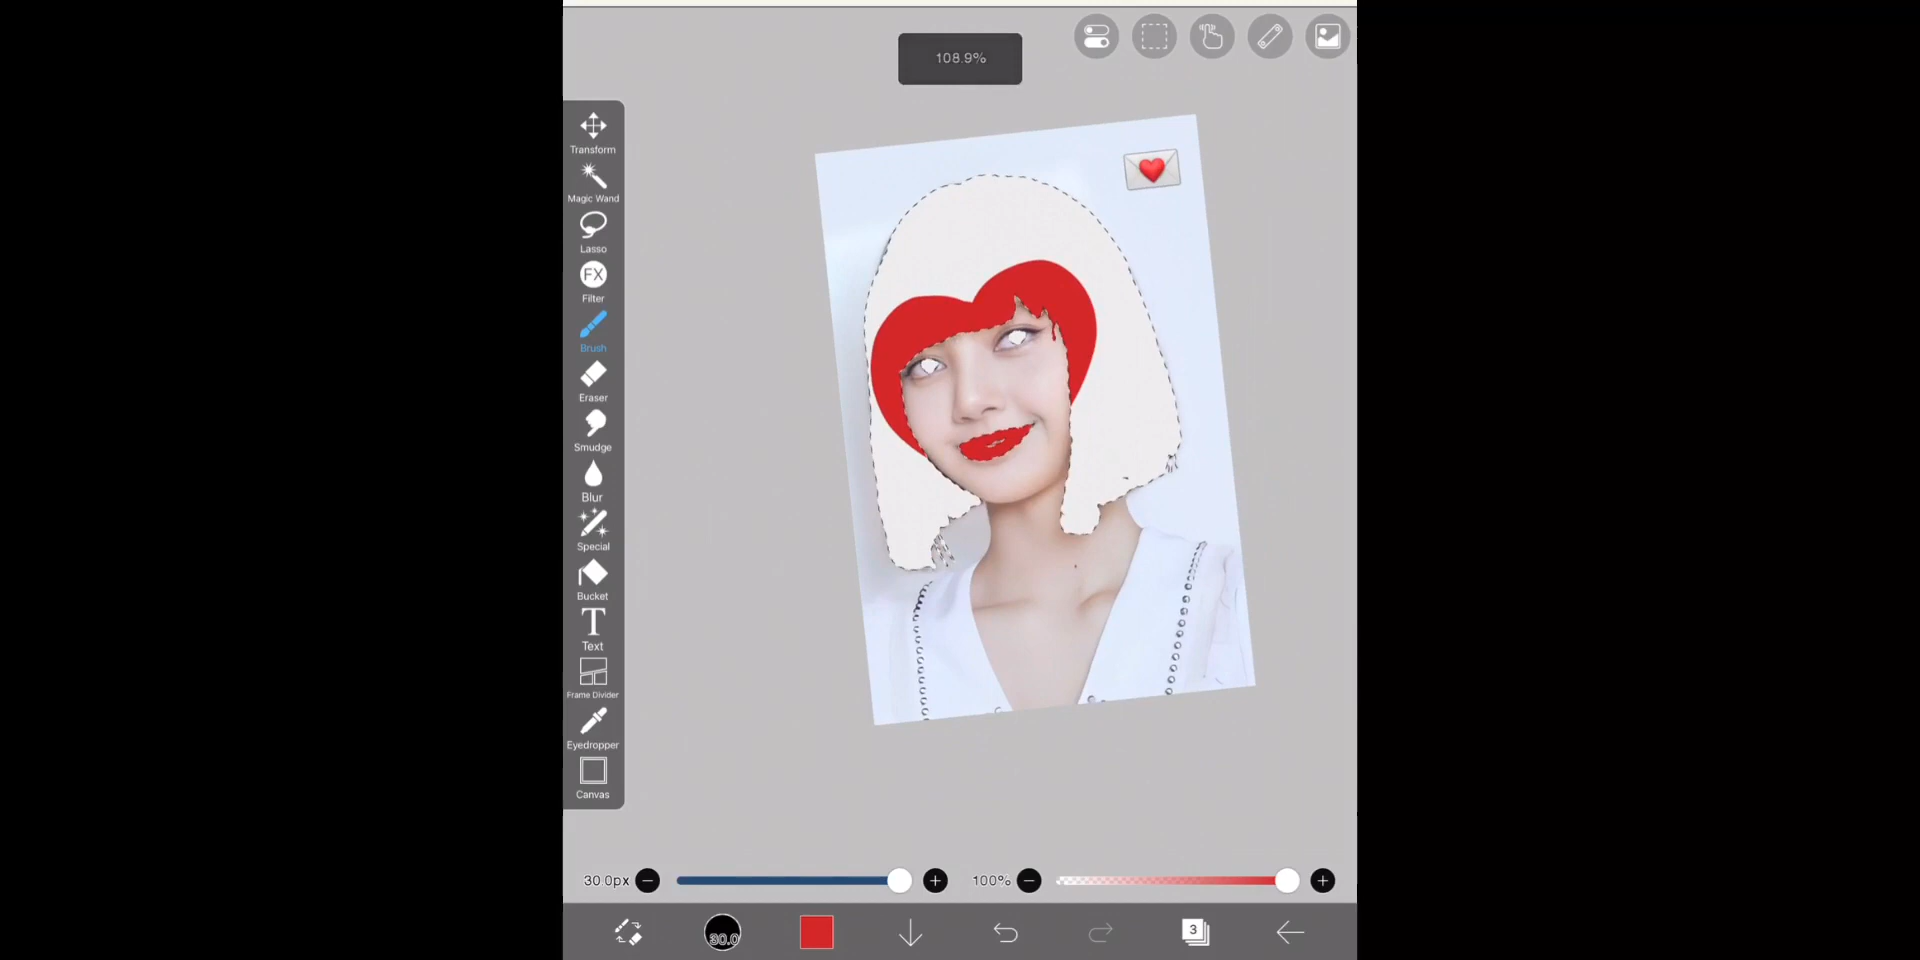 108.9%
Transform
Magic Wand
Lasso
FX
Filter
Brush
Eraser
Smudge
Blur
Special
Bucket
T
Text
Frame Divider
Eyedropper
Canvas
30.0px
100%
30.0
3